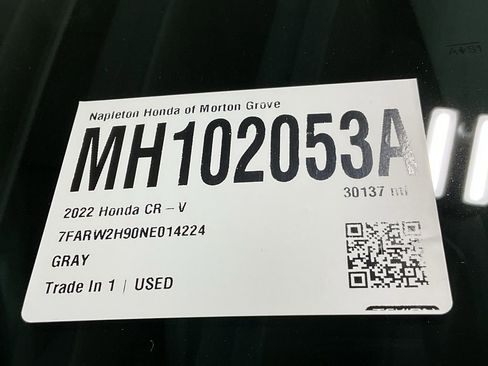 Napleton Honda of Morton Grove
MH102053A
30137 mi
2022 Honda CR-V
7FARW2H90NE014224
GRAY
Trade In 1 | USED